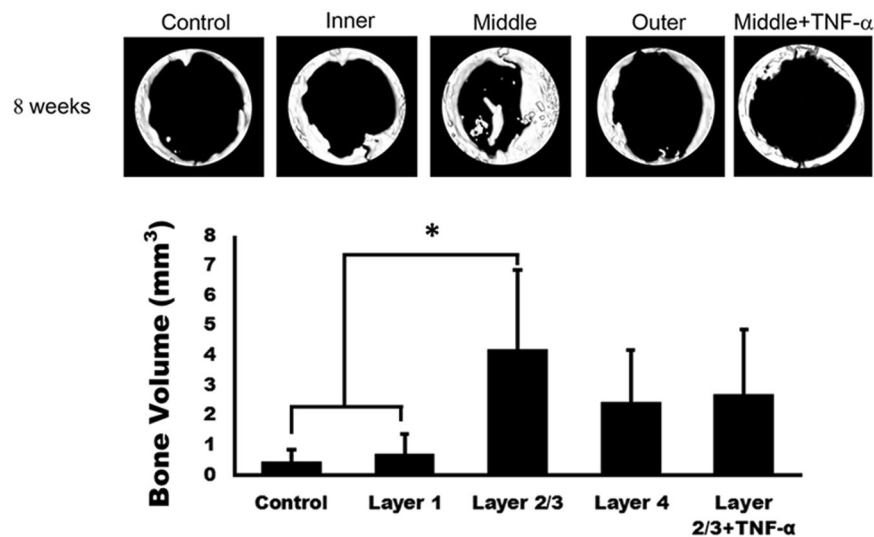 Control Inner Middle Outer Middle+TNF-α
8 weeks
*
Bone Volume (mm³)
8
7
6
5
4
3
2
1
0
Control Layer 1 Layer 2/3 Layer 4 Layer
2/3+TNF-α